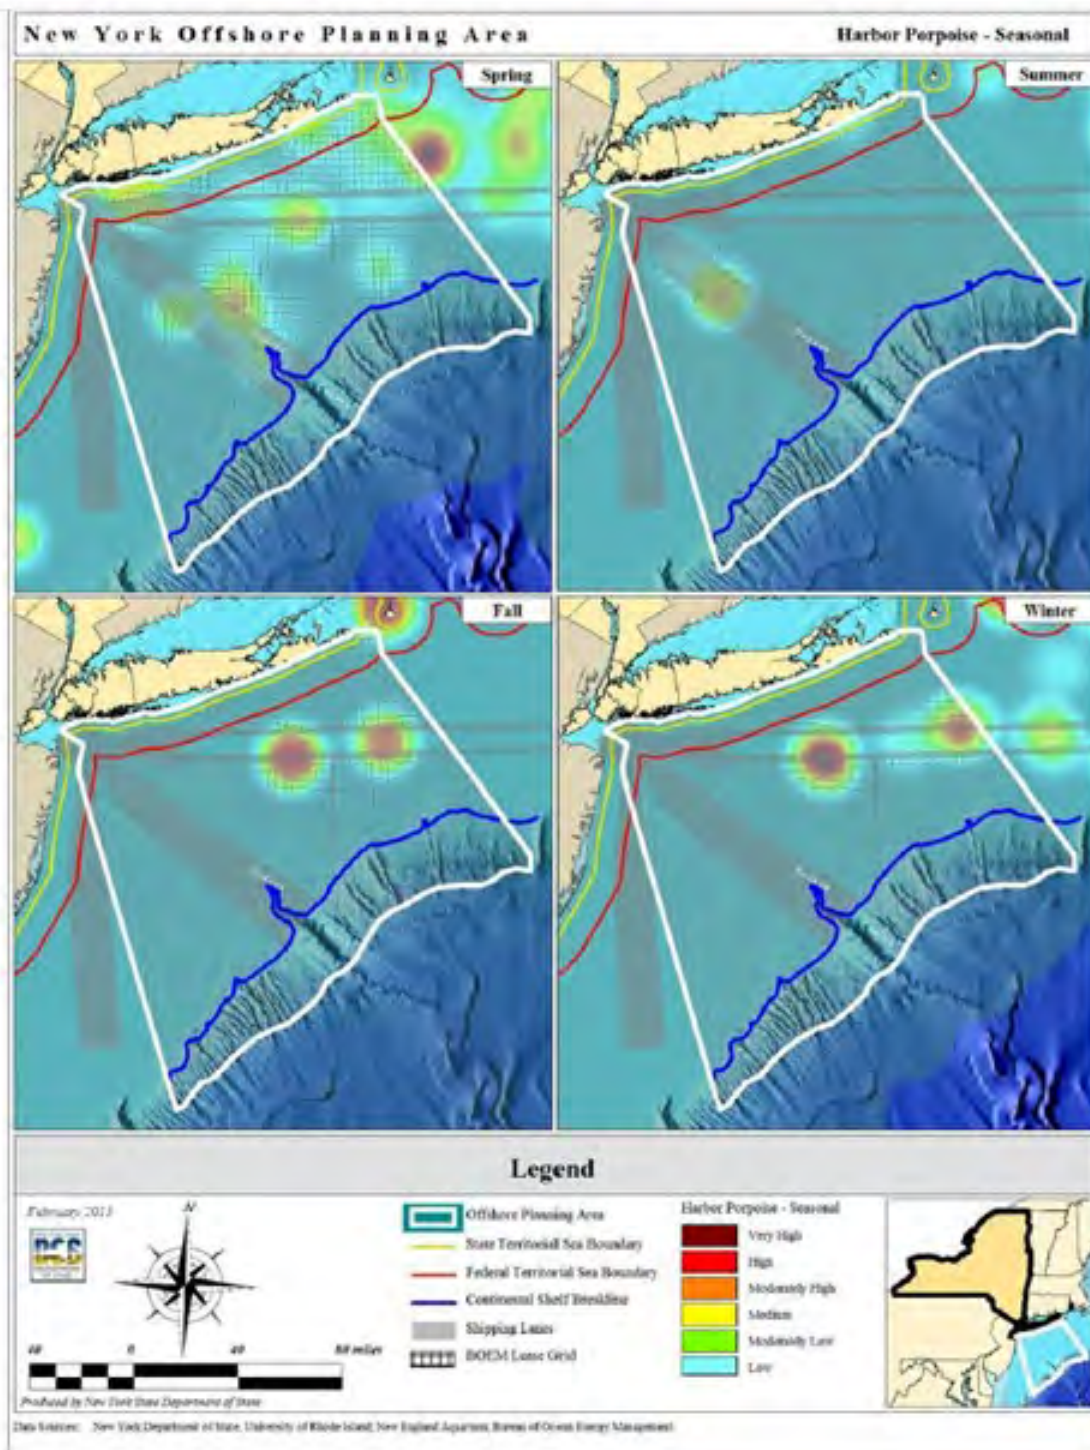 New York Offshore Planning Area
Harbor Porpoise - Seasonal
Spring
Summer
Fall
Winter
Legend
February 2013
N
Offshore Planning Area
State Territorial Sea Boundary
Federal Territorial Sea Boundary
Continental Shelf Breakline
Shipping Lanes
BOEM Lease Grid
40 0 40 80 miles
Produced by New York State Department of State
Harbor Porpoise - Seasonal
Very High
High
Moderately High
Medium
Moderately Low
Low
Data Sources: New York Department of State, University of Rhode Island, New England Aquarium, Bureau of Ocean Energy Management